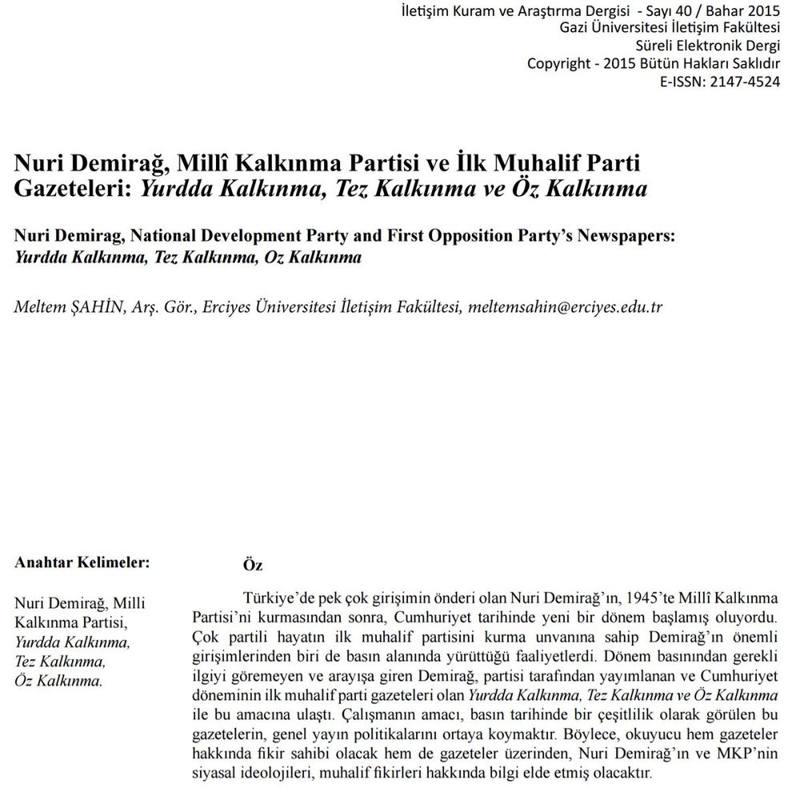 İletişim Kuram ve Araştırma Dergisi - Sayı 40 / Bahar 2015
Gazi Üniversitesi İletişim Fakültesi
Süreli Elektronik Dergi
Copyright - 2015 Bütün Hakları Saklıdır
E-ISSN: 2147-4524
Nuri Demirağ, Millî Kalkınma Partisi ve İlk Muhalif Parti
Gazeteleri: Yurdda Kalkınma, Tez Kalkınma ve Öz Kalkınma
Nuri Demirag, National Development Party and First Opposition Party’s Newspapers:
Yurdda Kalkınma, Tez Kalkınma, Oz Kalkınma
Meltem ŞAHİN, Arş. Gör., Erciyes Üniversitesi İletişim Fakültesi, meltemsahin@erciyes.edu.tr
Anahtar Kelimeler:
Nuri Demirağ, Milli
Kalkınma Partisi,
Yurdda Kalkınma,
Tez Kalkınma,
Öz Kalkınma.
Öz
Türkiye’de pek çok girişimin önderi olan Nuri Demirağ’ın, 1945’te Millî Kalkınma
Partisi’ni kurmasından sonra, Cumhuriyet tarihinde yeni bir dönem başlamış oluyordu.
Çok partili hayatın ilk muhalif partisini kurma unvanına sahip Demirağ’ın önemli
girişimlerinden biri de basın alanında yürüttüğü faaliyetlerdi. Dönem basınından gerekli
ilgiyi göremeyen ve arayışa giren Demirağ, partisi tarafından yayımlanan ve Cumhuriyet
döneminin ilk muhalif parti gazeteleri olan Yurdda Kalkınma, Tez Kalkınma ve Öz Kalkınma
ile bu amacına ulaştı. Çalışmanın amacı, basın tarihinde bir çeşitlilik olarak görülen bu
gazetelerin, genel yayın politikalarını ortaya koymaktır. Böylece, okuyucu hem gazeteler
hakkında fikir sahibi olacak hem de gazeteler üzerinden, Nuri Demirağ’ın ve MKP’nin
siyasal ideolojileri, muhalif fikirleri hakkında bilgi elde etmiş olacaktır.